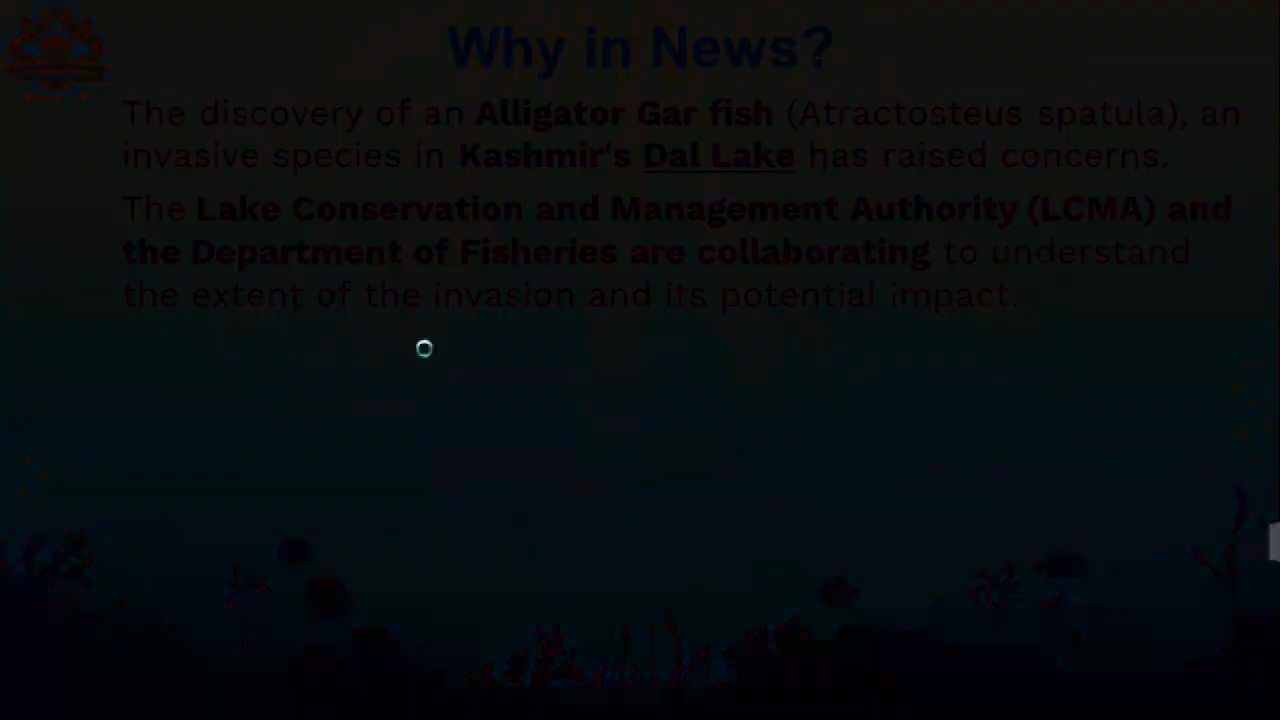 Why in News?
The discovery of an Alligator Gar fish (Atractosteus spatula), an
invasive species in Kashmir's Dal Lake has raised concerns.
The Lake Conservation and Management Authority (LCMA) and
the Department of Fisheries are collaborating to understand
the extent of the invasion and its potential impact.